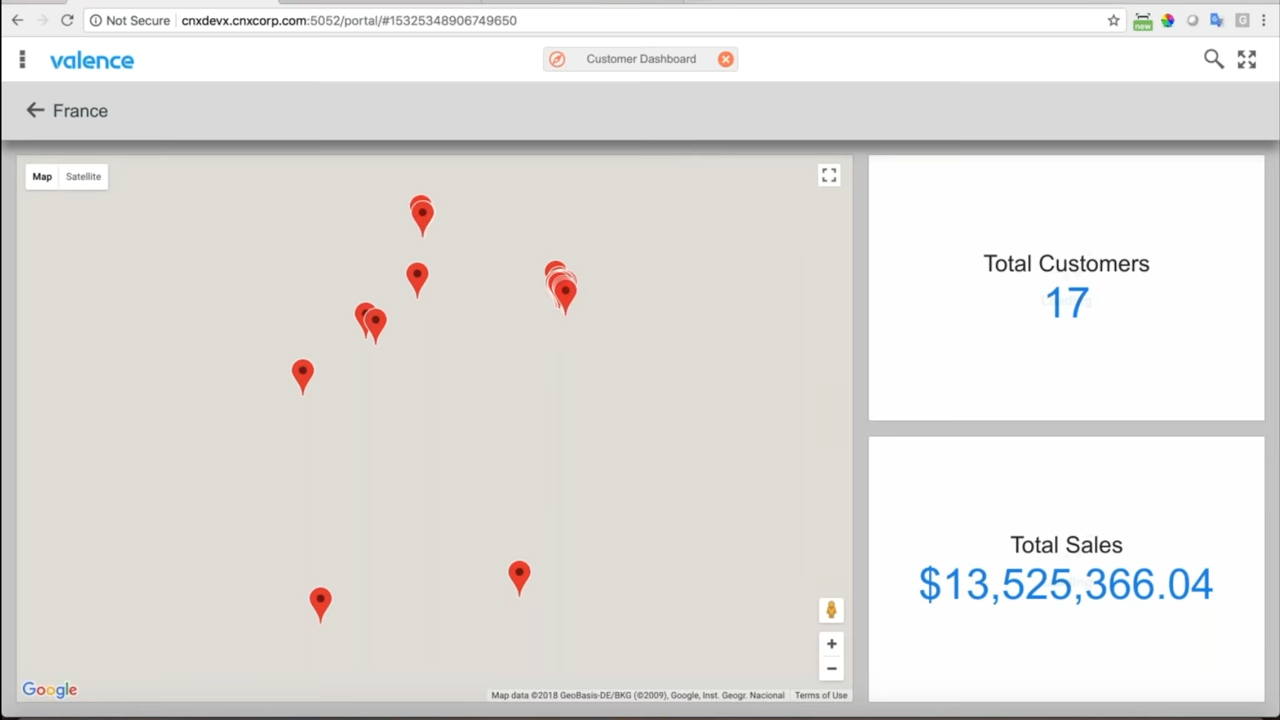 Not Secure
cnxdevx.cnxcorp.com:5052/portal/#15325348906749650
new
G
valence
Customer Dashboard
France
Map
Satellite
Total Customers
17
Total Sales
$13,525,366.04
+
−
Google
Map data ©2018 GeoBasis-DE/BKG (©2009), Google, Inst. Geogr. Nacional
Terms of Use